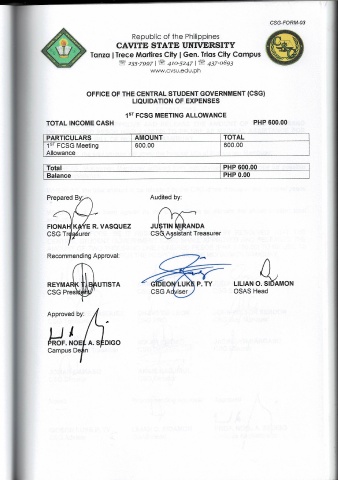 CSG-FORM-03
Republic of the Philippines
CAVITE STATE UNIVERSITY
Tanza | Trece Martires City | Gen. Trias City Campus
☏ 235-7997 | ☏ 410-5247 | ☏ 437-0693
www.cvsu.edu.ph
OFFICE OF THE CENTRAL STUDENT GOVERNMENT (CSG)
LIQUIDATION OF EXPENSES
1ST FCSG MEETING ALLOWANCE
TOTAL INCOME CASH PHP 600.00
PARTICULARS AMOUNT TOTAL
1ST FCSG Meeting Allowance 600.00 600.00
Total PHP 600.00
Balance PHP 0.00
Prepared By: Audited by:
FIONAH KAYE R. VASQUEZ JUSTIN MIRANDA
CSG Treasurer CSG Assistant Treasurer
Recommending Approval:
REYMARK T. BAUTISTA GIDEON LUKE P. TY LILIAN O. SIDAMON
CSG President CSG Adviser OSAS Head
Approved by:
PROF. NOEL A. SEDIGO
Campus Dean